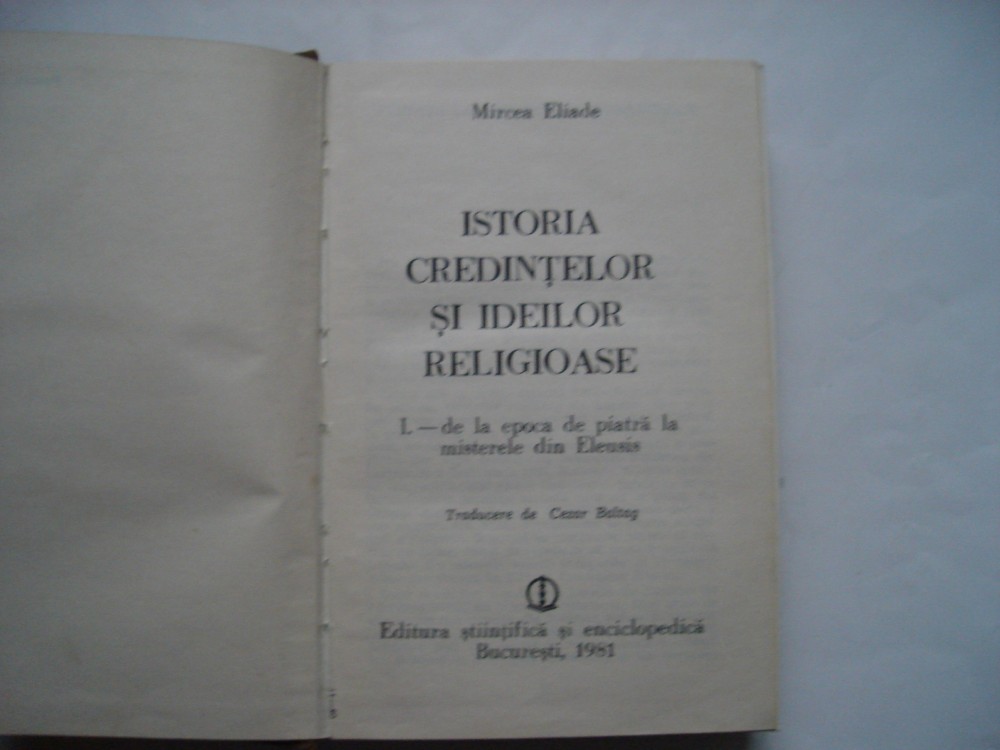 Mircea Eliade
ISTORIA
CREDINȚELOR
ȘI IDEILOR
RELIGIOASE
I. — de la epoca de piatră la
misterele din Eleusis
Traducere de Cezar Baltag
Editura științifică și enciclopedică
București, 1981